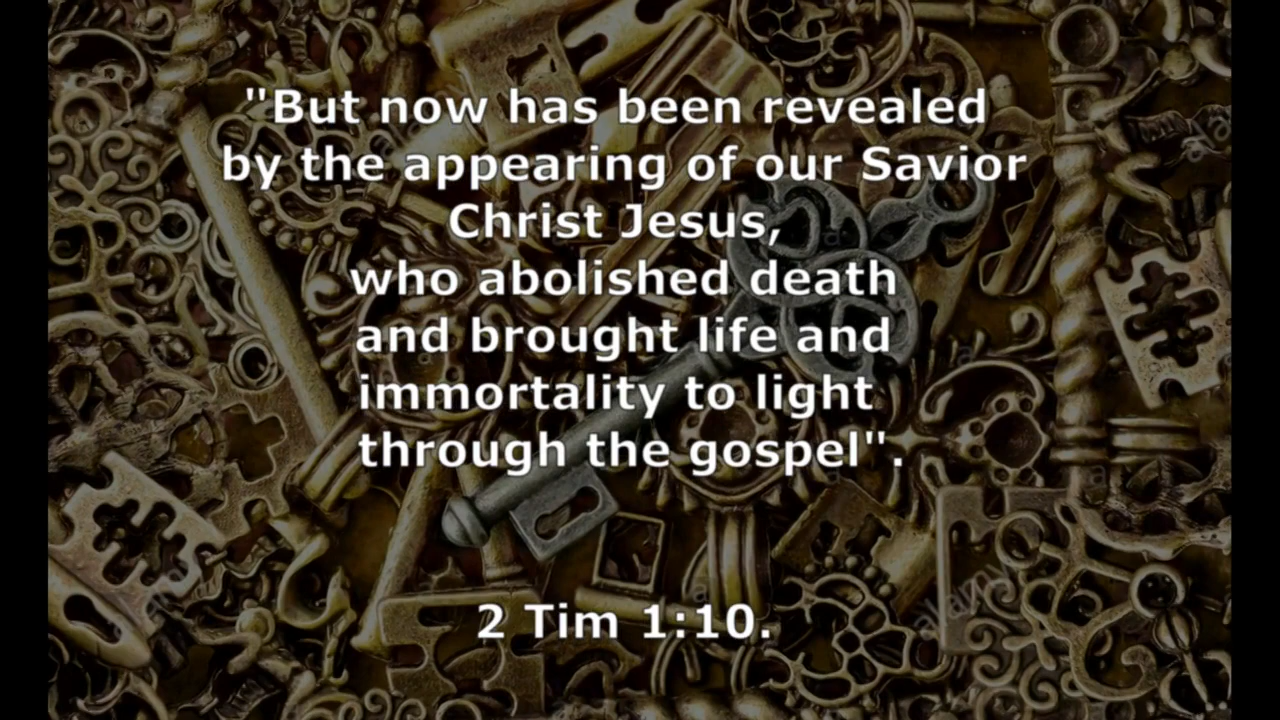 "But now has been revealed
by the appearing of our Savior
Christ Jesus,
who abolished death
and brought life and
immortality to light
through the gospel".
2 Tim 1:10.
alamy